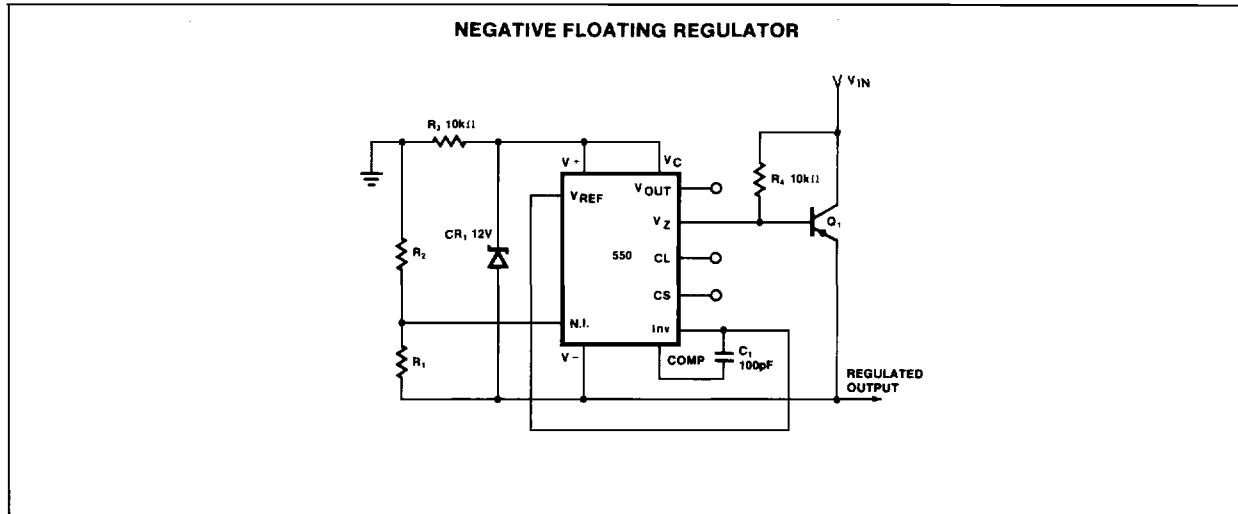 NEGATIVE FLOATING REGULATOR
VIN
R3 10kΩ
V+
VC
VREF
VOUT
R4 10kΩ
VZ
Q1
CR1 12V
R2
550
CL
CS
N.I.
Inv
V−
COMP
C1
100pF
R1
REGULATED
OUTPUT